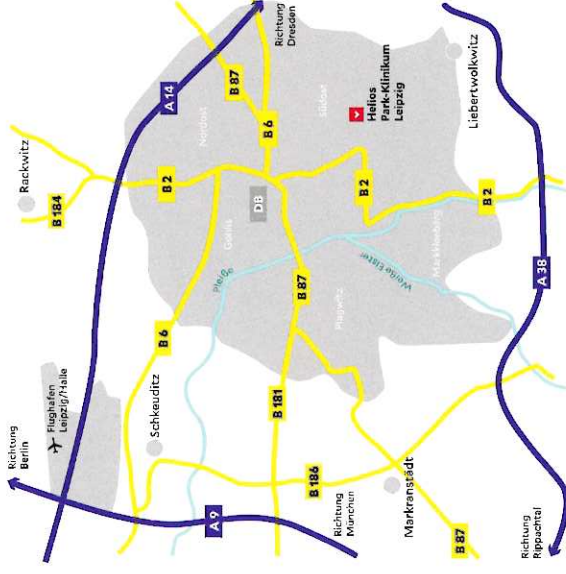 Richtung
Berlin
Rackwitz
B 184
Flughafen
Leipzig/Halle
A 14
Schkeuditz
B 6
B 2
Nordost
B 87
A 9
Gohlis
Pleiße
DB
B 6
Richtung
Dresden
B 181
B 87
Südost
B 186
Richtung
München
Plagwitz
Helios
Park-Klinikum
Leipzig
B 2
Weiße Elster
Markranstädt
Markkleeberg
Liebertwolkwitz
B 87
B 2
Richtung
Rippachtal
A 38